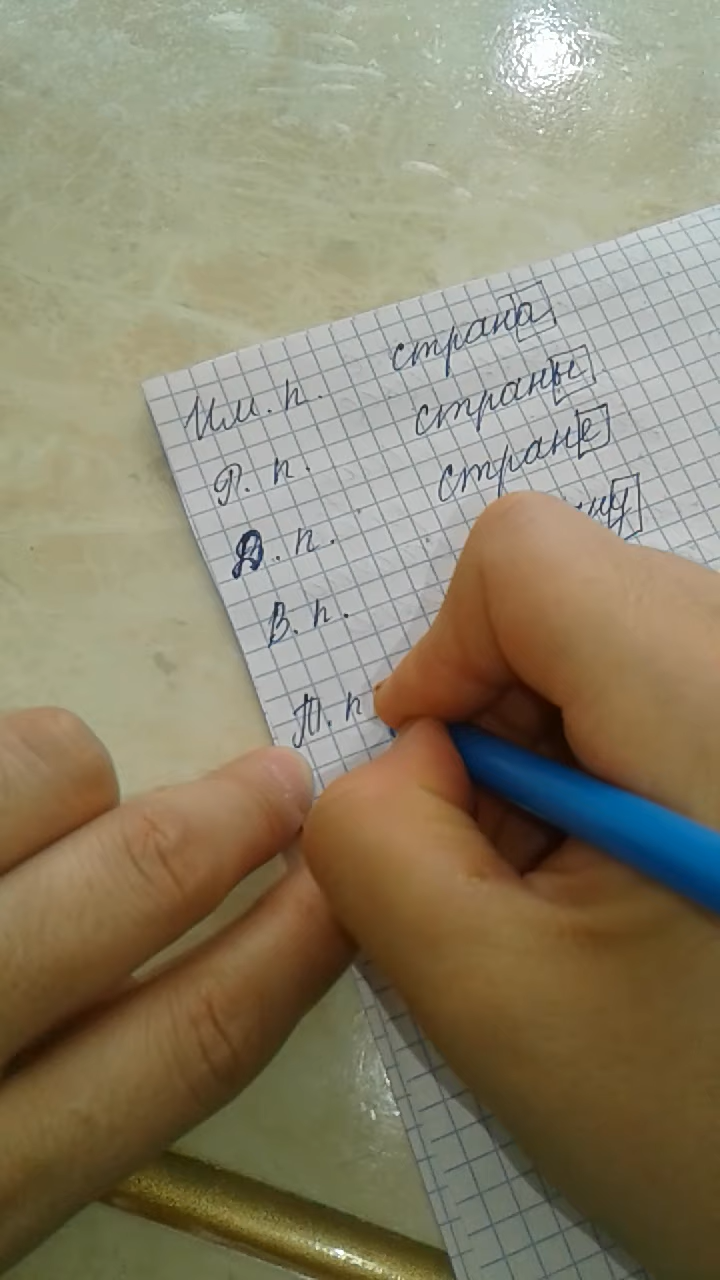 Им. п. страна
Р. п. страны
Д. п. стране
В. п.
Т. п